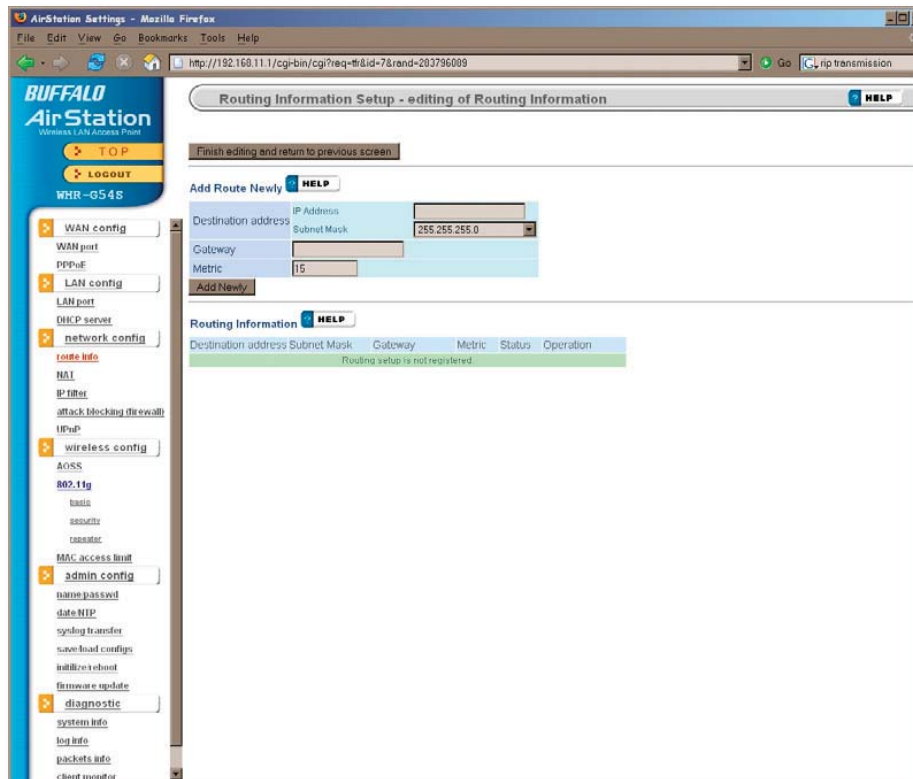 AirStation Settings - Mozilla Firefox
File Edit View Go Bookmarks Tools Help
http://192.168.11.1/cgi-bin/cgi?req=tfr&id=7&rand=203796009
Go
rip transmission
BUFFALO
AirStation
Wireless LAN Access Point
TOP
LOGOUT
WHR-G54S
WAN config
WAN port
PPPoE
LAN config
LAN port
DHCP server
network config
route info
NAT
IP filter
attack blocking (firewall)
UPnP
wireless config
AOSS
802.11g
basic
security
repeater
MAC access limit
admin config
name/passwd
date/NTP
syslog transfer
save/load configs
initilize/reboot
firmware update
diagnostic
system info
log info
packets info
client monitor
Routing Information Setup - editing of Routing Information
HELP
Finish editing and return to previous screen
Add Route Newly HELP
Destination address
IP Address
Subnet Mask 255.255.255.0
Gateway
Metric 15
Add Newly
Routing Information HELP
Destination address Subnet Mask Gateway Metric Status Operation
Routing setup is not registered.